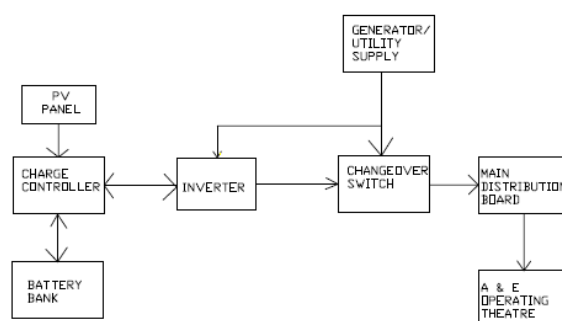 GENERATOR/
UTILITY
SUPPLY
PV
PANEL
CHARGE
CONTROLLER
INVERTER
CHANGEOVER
SWITCH
MAIN
DISTRIBUTION
BOARD
BATTERY
BANK
A & E
OPERATING
THEATRE